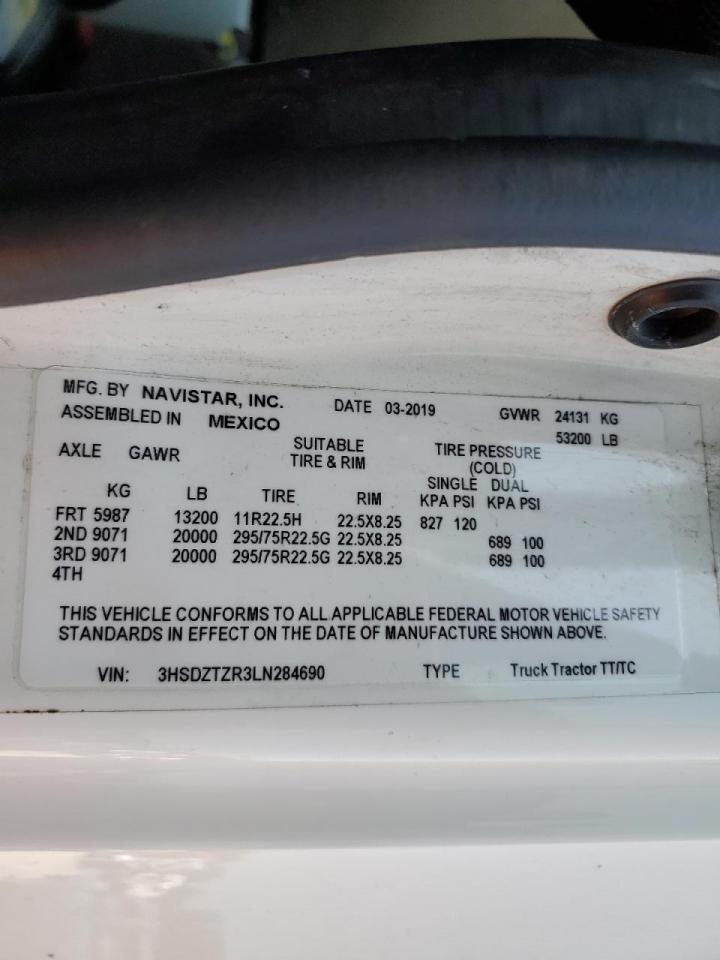 MFG. BY NAVISTAR, INC. DATE 03-2019 GVWR 24131 KG
ASSEMBLED IN MEXICO 53200 LB
AXLE GAWR SUITABLE TIRE PRESSURE
TIRE & RIM (COLD)
SINGLE DUAL
KG LB TIRE RIM KPA PSI KPA PSI
FRT 5987 13200 11R22.5H 22.5X8.25 827 120
2ND 9071 20000 295/75R22.5G 22.5X8.25 689 100
3RD 9071 20000 295/75R22.5G 22.5X8.25 689 100
4TH
THIS VEHICLE CONFORMS TO ALL APPLICABLE FEDERAL MOTOR VEHICLE SAFETY
STANDARDS IN EFFECT ON THE DATE OF MANUFACTURE SHOWN ABOVE.
VIN: 3HSDZTZR3LN284690 TYPE Truck Tractor TT/TC